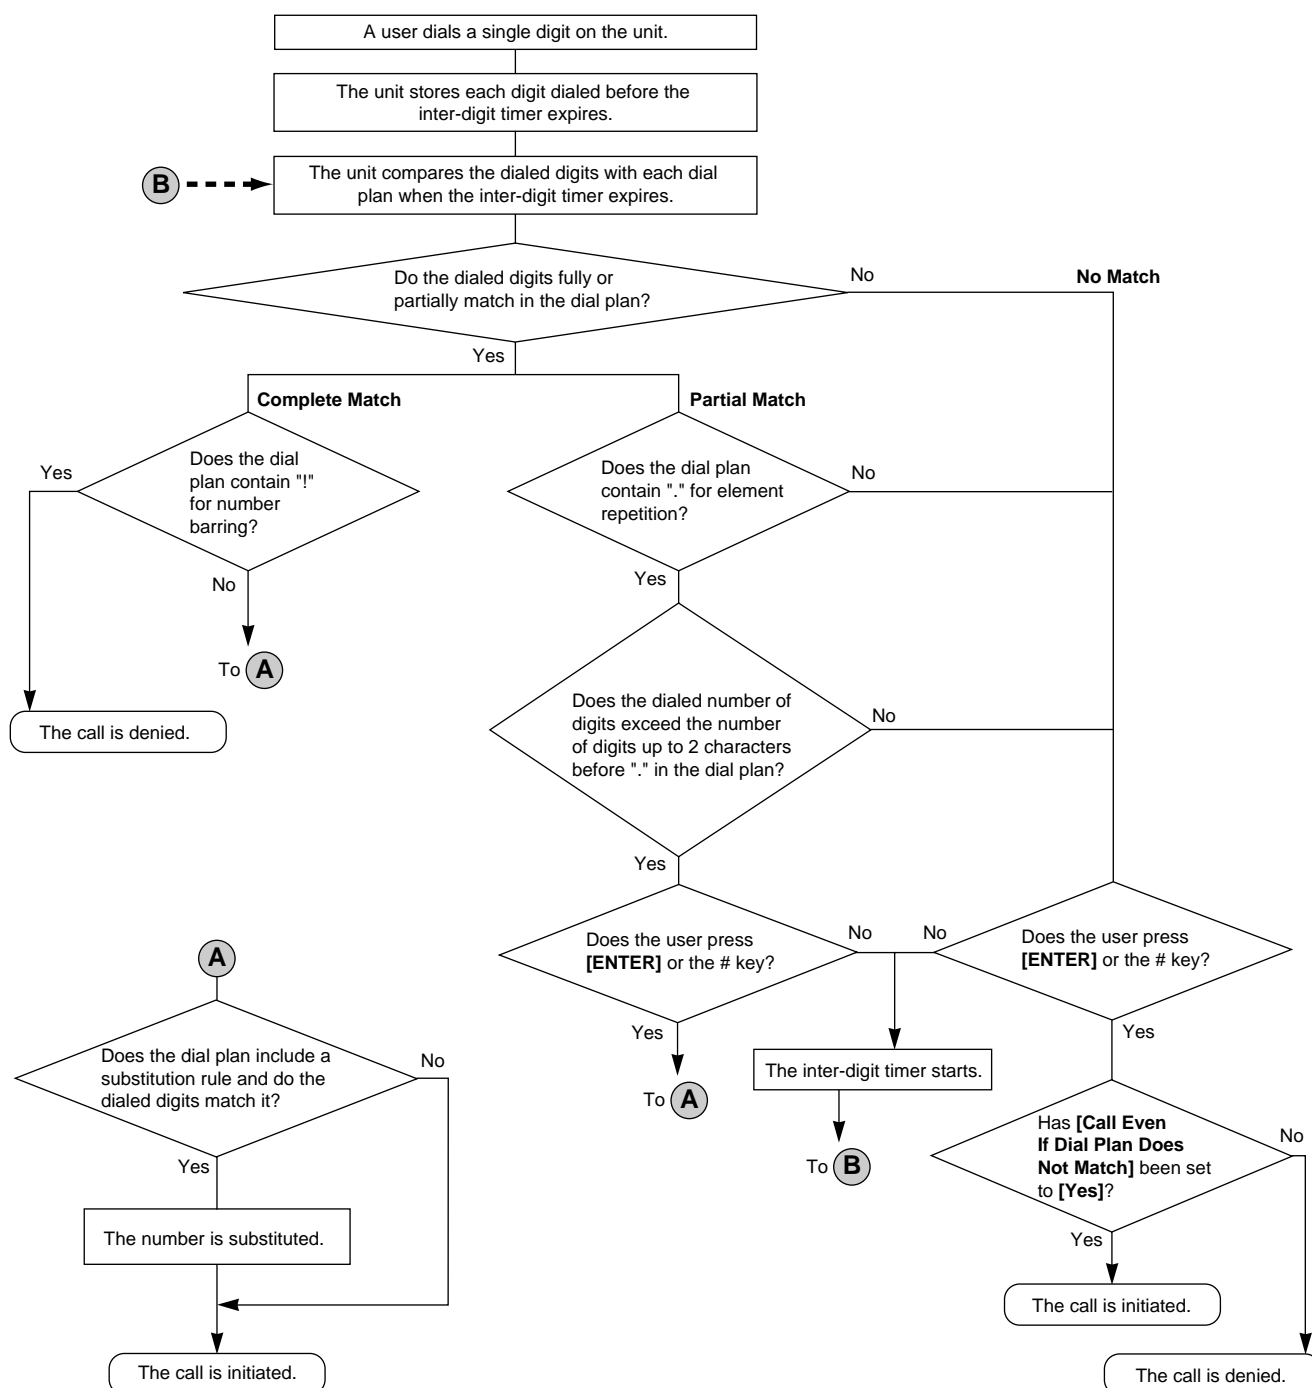 A user dials a single digit on the unit.
The unit stores each digit dialed before the
inter-digit timer expires.
B
The unit compares the dialed digits with each dial
plan when the inter-digit timer expires.
Do the dialed digits fully or
partially match in the dial plan?
No
No Match
Yes
Complete Match
Partial Match
Yes
Does the dial
plan contain "!"
for number
barring?
Does the dial plan
contain "." for element
repetition?
No
No
Yes
To A
The call is denied.
Does the dialed number of
digits exceed the number
of digits up to 2 characters
before "." in the dial plan?
No
Yes
Does the user press
[ENTER] or the # key?
No
No
Does the user press
[ENTER] or the # key?
Yes
Yes
To A
The inter-digit timer starts.
To B
Has [Call Even
If Dial Plan Does
Not Match] been set
to [Yes]?
No
Yes
The call is initiated.
The call is denied.
A
Does the dial plan include a
substitution rule and do the
dialed digits match it?
No
Yes
The number is substituted.
The call is initiated.